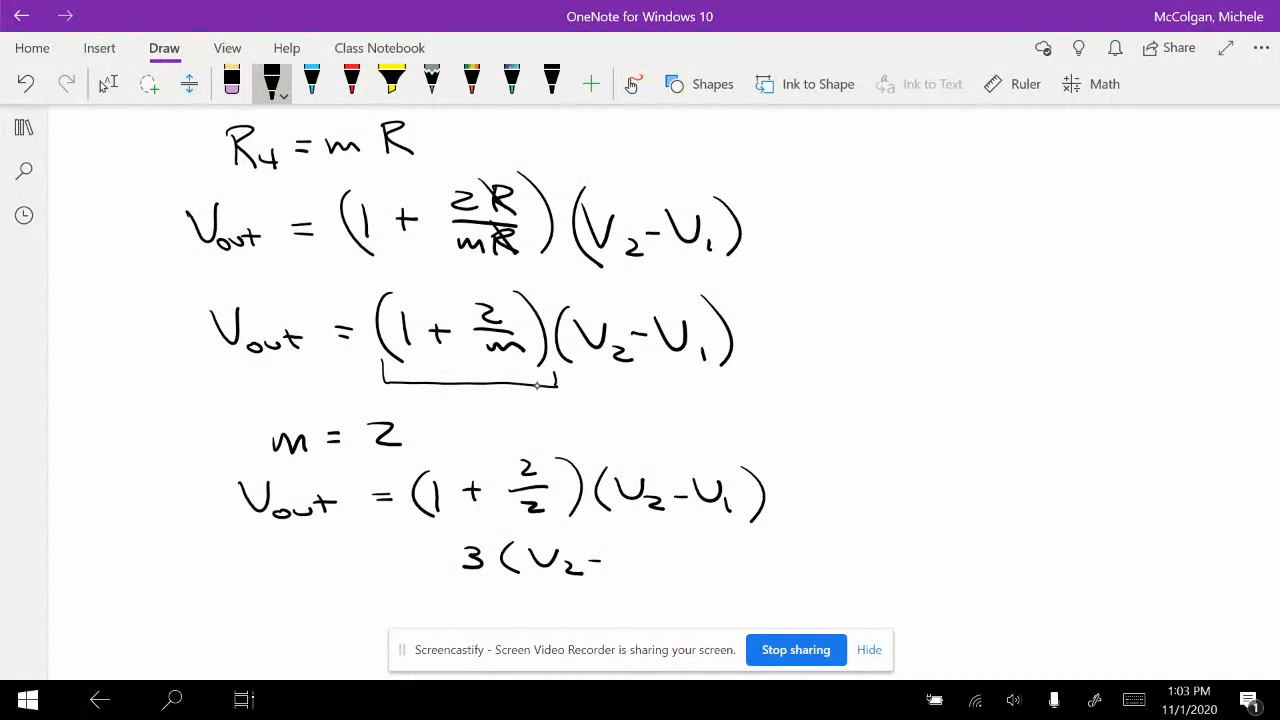 OneNote for Windows 10
McColgan, Michele
Home Insert Draw View Help Class Notebook Share
Shapes Ink to Shape Ink to Text Ruler Math
R4 = m R
Vout = (1 + 2R/mR)(V2 - V1)
Vout = (1 + 2/m)(V2 - V1)
m = 2
Vout = (1 + 2/2)(V2 - V1)
3 (V2 -
Screencastify - Screen Video Recorder is sharing your screen. Stop sharing Hide
1:03 PM
11/1/2020
1